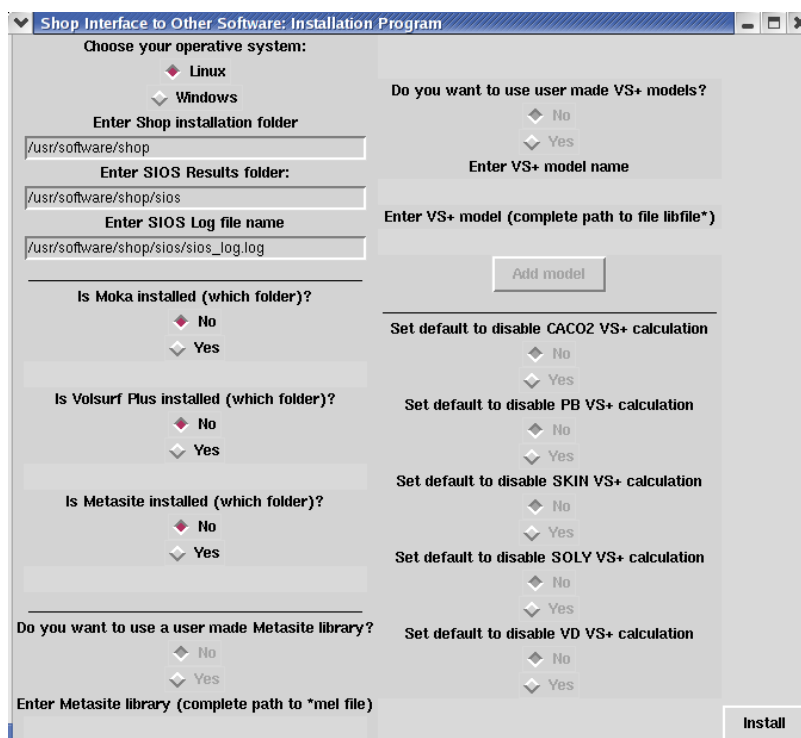 Shop Interface to Other Software: Installation Program
Choose your operative system:
Linux
Windows
Enter Shop installation folder
/usr/software/shop
Enter SIOS Results folder:
/usr/software/shop/sios
Enter SIOS Log file name
/usr/software/shop/sios/sios_log.log
Is Moka installed (which folder)?
No
Yes
Is Volsurf Plus installed (which folder)?
No
Yes
Is Metasite installed (which folder)?
No
Yes
Do you want to use a user made Metasite library?
No
Yes
Enter Metasite library (complete path to *mel file)
Do you want to use user made VS+ models?
No
Yes
Enter VS+ model name
Enter VS+ model (complete path to file libfile*)
Add model
Set default to disable CACO2 VS+ calculation
No
Yes
Set default to disable PB VS+ calculation
No
Yes
Set default to disable SKIN VS+ calculation
No
Yes
Set default to disable SOLY VS+ calculation
No
Yes
Set default to disable VD VS+ calculation
No
Yes
Install